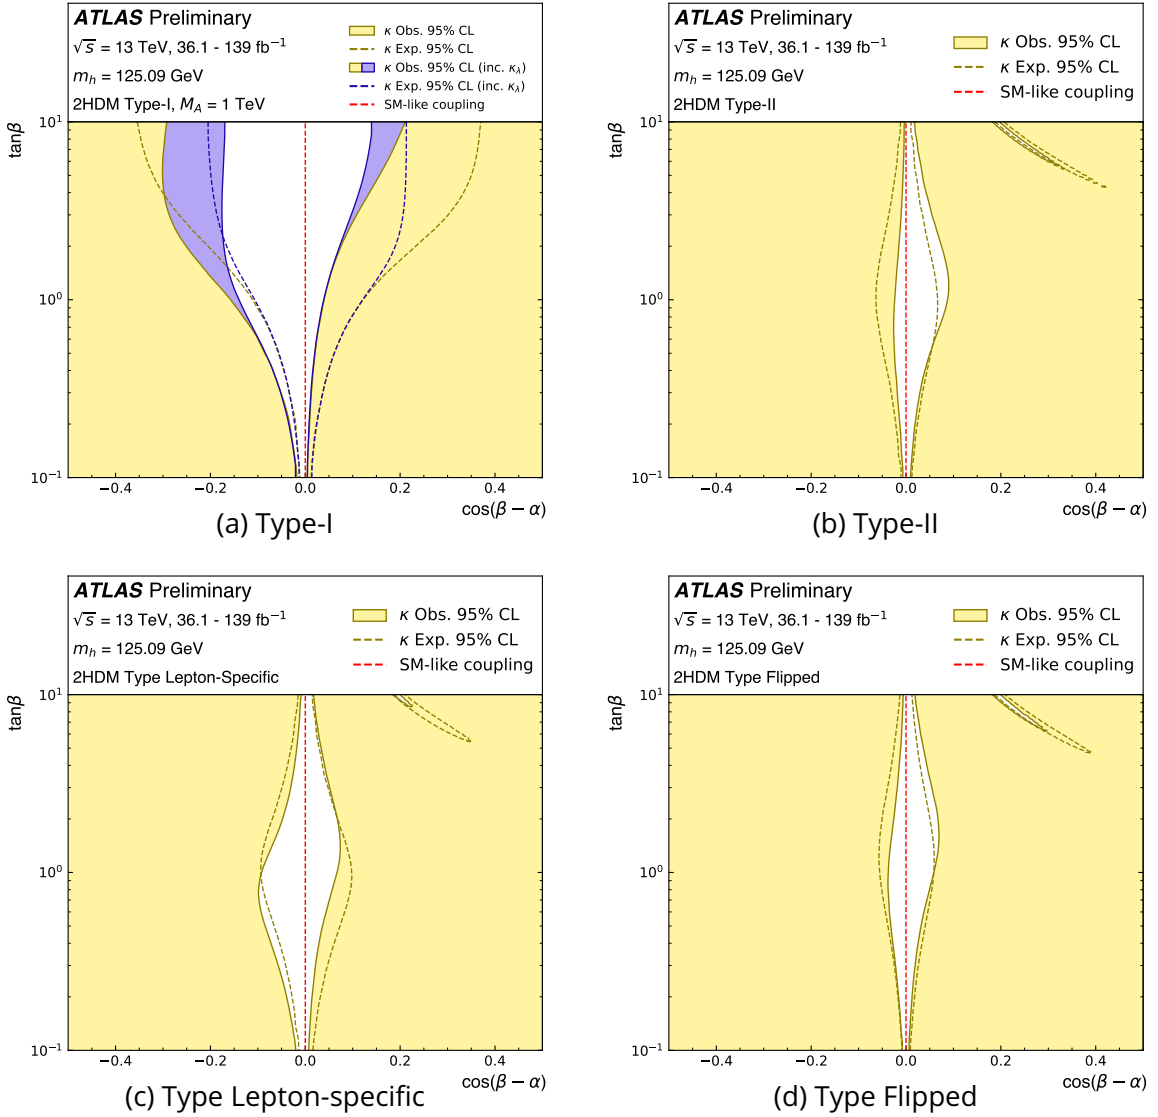 ATLAS Preliminary
√s = 13 TeV, 36.1 - 139 fb⁻¹
m_h = 125.09 GeV
2HDM Type-I, M_A = 1 TeV
κ Obs. 95% CL
κ Exp. 95% CL
κ Obs. 95% CL (inc. κ_λ)
κ Exp. 95% CL (inc. κ_λ)
SM-like coupling
tanβ
10¹
10⁰
10⁻¹
−0.4 −0.2 0.0 0.2 0.4
cos(β − α)
(a) Type-I
ATLAS Preliminary
√s = 13 TeV, 36.1 - 139 fb⁻¹
m_h = 125.09 GeV
2HDM Type-II
κ Obs. 95% CL
κ Exp. 95% CL
SM-like coupling
tanβ
10¹
10⁰
10⁻¹
−0.4 −0.2 0.0 0.2 0.4
cos(β − α)
(b) Type-II
ATLAS Preliminary
√s = 13 TeV, 36.1 - 139 fb⁻¹
m_h = 125.09 GeV
2HDM Type Lepton-Specific
κ Obs. 95% CL
κ Exp. 95% CL
SM-like coupling
tanβ
10¹
10⁰
10⁻¹
−0.4 −0.2 0.0 0.2 0.4
cos(β − α)
(c) Type Lepton-specific
ATLAS Preliminary
√s = 13 TeV, 36.1 - 139 fb⁻¹
m_h = 125.09 GeV
2HDM Type Flipped
κ Obs. 95% CL
κ Exp. 95% CL
SM-like coupling
tanβ
10¹
10⁰
10⁻¹
−0.4 −0.2 0.0 0.2 0.4
cos(β − α)
(d) Type Flipped